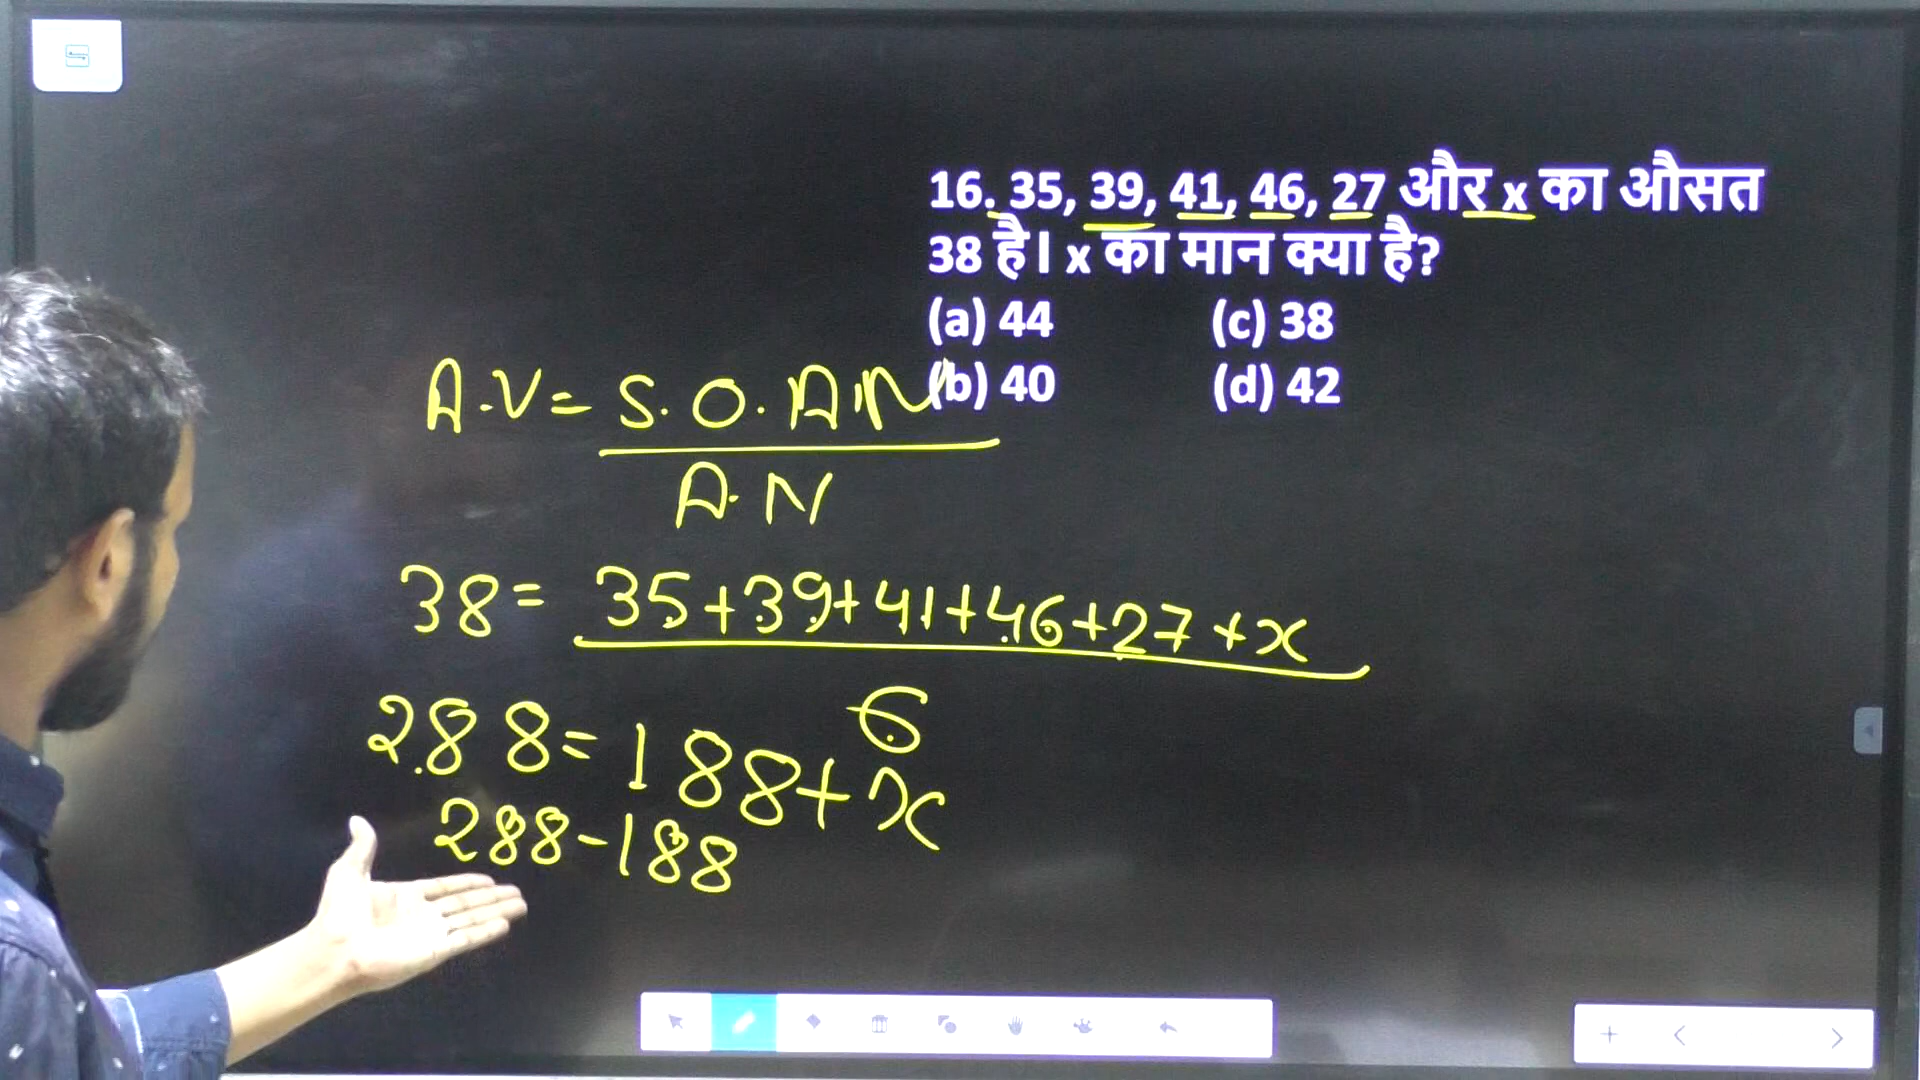 16. 35, 39, 41, 46, 27 और x का औसत
38 है। x का मान क्या है?
(a) 44 (c) 38
(b) 40 (d) 42
A.V = S.O.A.N
A.N
38 = 35+39+41+46+27+x
6
288 = 188+x
288-188